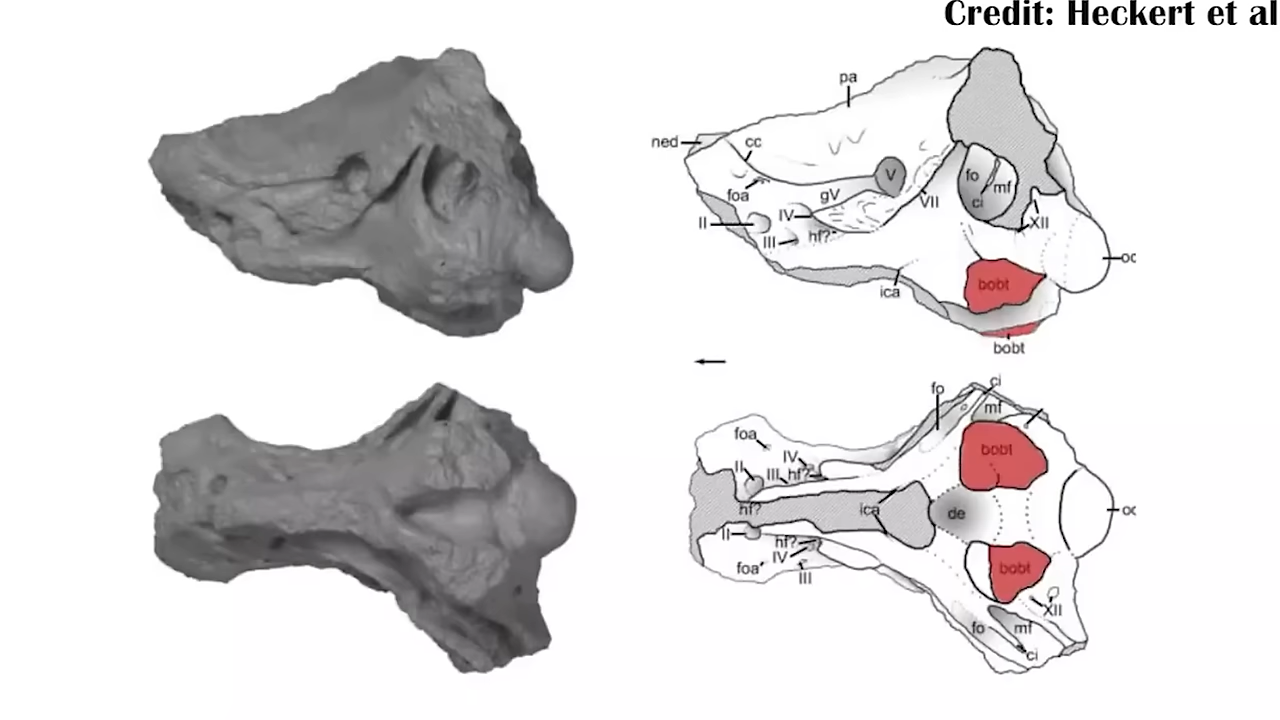 Credit: Heckert et al
pa
ned
cc
foa
V
gV
VII
fo
mf
ci
II
IV
III
hf?
XII
oc
bobt
ica
bobt
fo
ci
mf
foa
IV
II
III
hf?
bobt
hf?
ica
de
oc
II
hf?
IV
foa
III
bobt
XII
fo
mf
ci